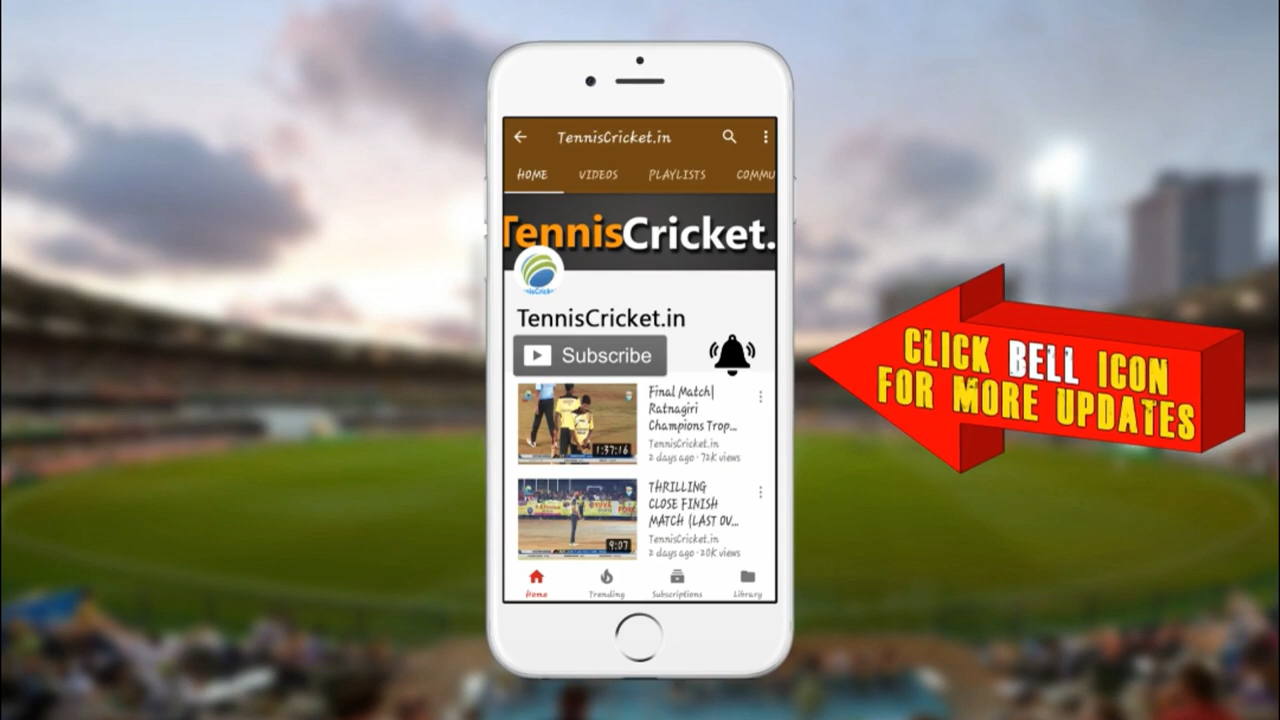 TennisCricket.in
HOME VIDEOS PLAYLISTS COMMU
TennisCricket.
TennisCricket.in
Subscribe
Final Match|
Ratnagiri
Champions Trop...
TennisCricket.in
2 days ago · 72K views
1:37:16
THRILLING
CLOSE FINISH
MATCH (LAST OV...
TennisCricket.in
2 days ago · 20K views
9:07
Home Trending Subscriptions Library
CLICK BELL ICON
FOR MORE UPDATES